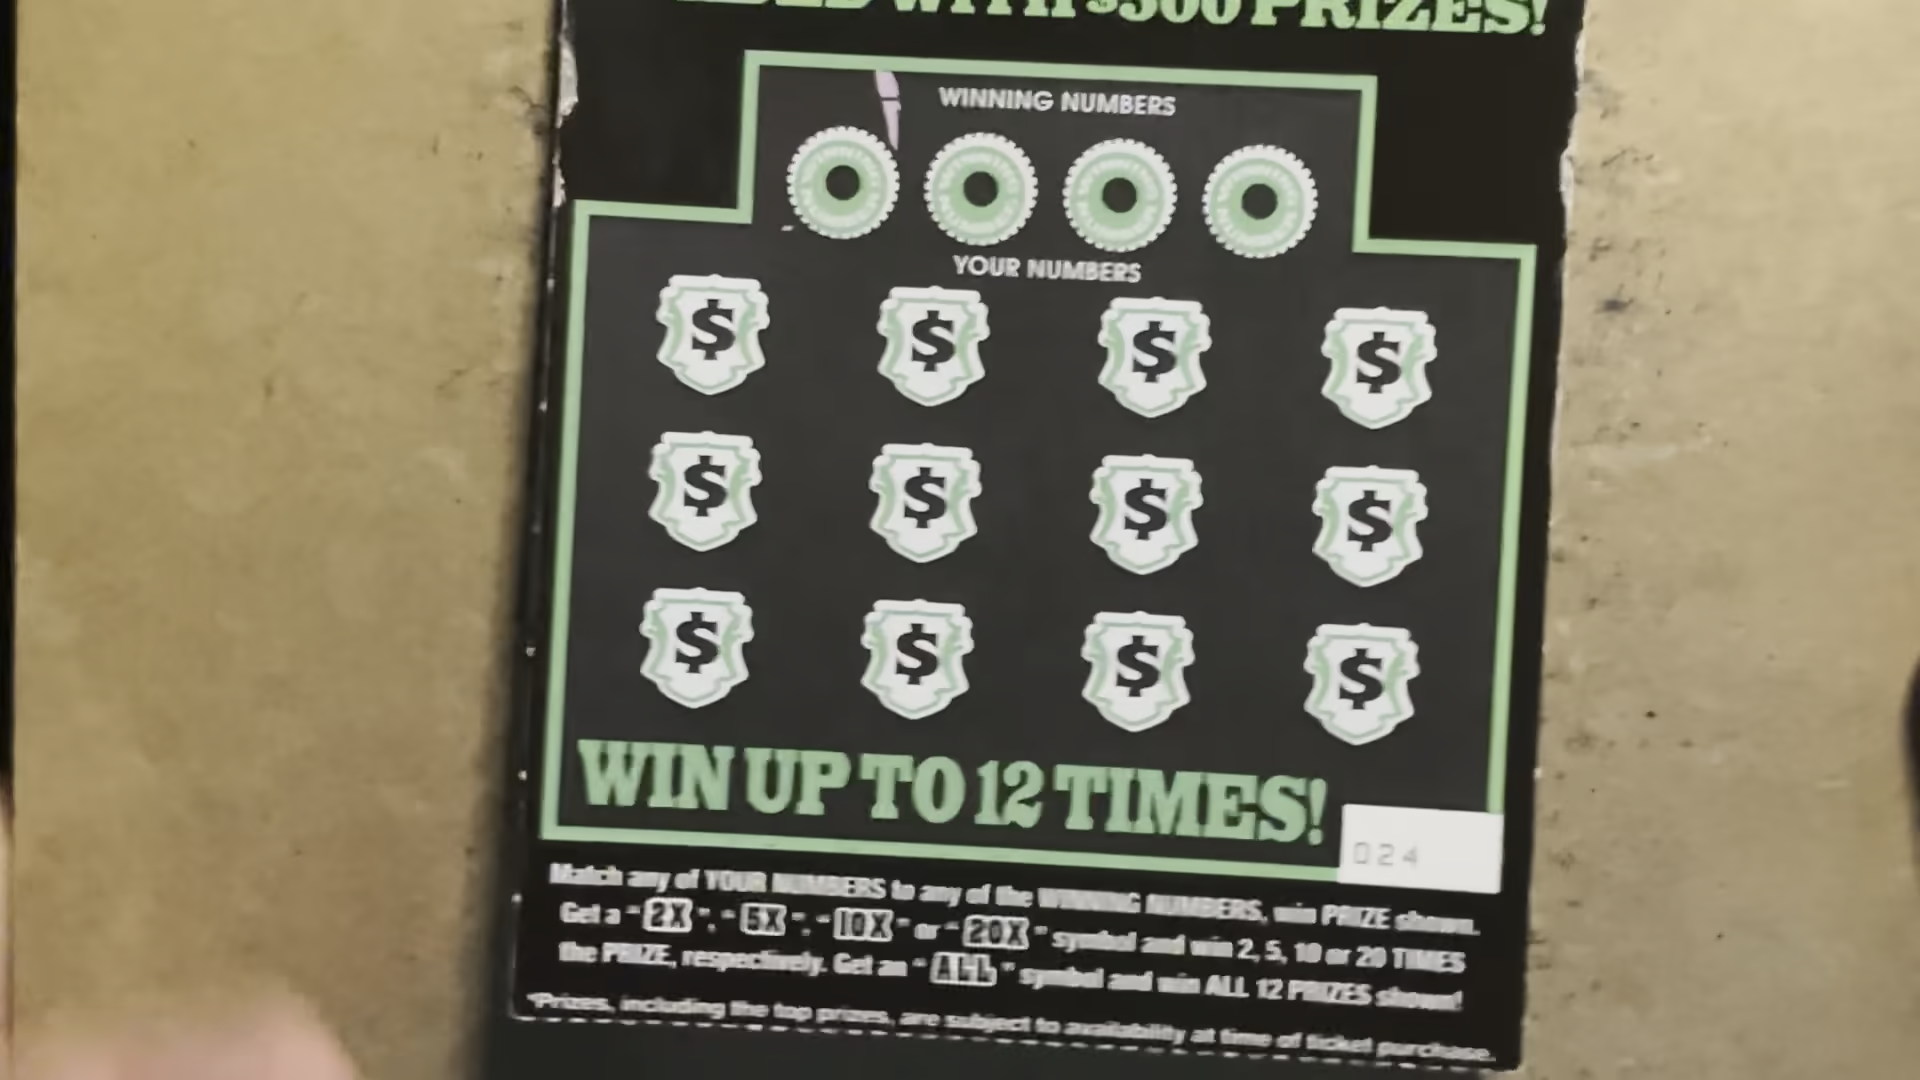 WITH $500 PRIZES!
WINNING NUMBERS
YOUR NUMBERS
$ $ $ $
$ $ $ $
$ $ $ $
WIN UP TO 12 TIMES!
024
Match any of YOUR NUMBERS to any of the WINNING NUMBERS, win PRIZE shown.
Get a "2X", "5X", "10X" or "20X" symbol and win 2, 5, 10 or 20 TIMES
the PRIZE, respectively. Get an "ALL" symbol and win ALL 12 PRIZES shown!
*Prizes, including the top prizes, are subject to availability at time of ticket purchase.